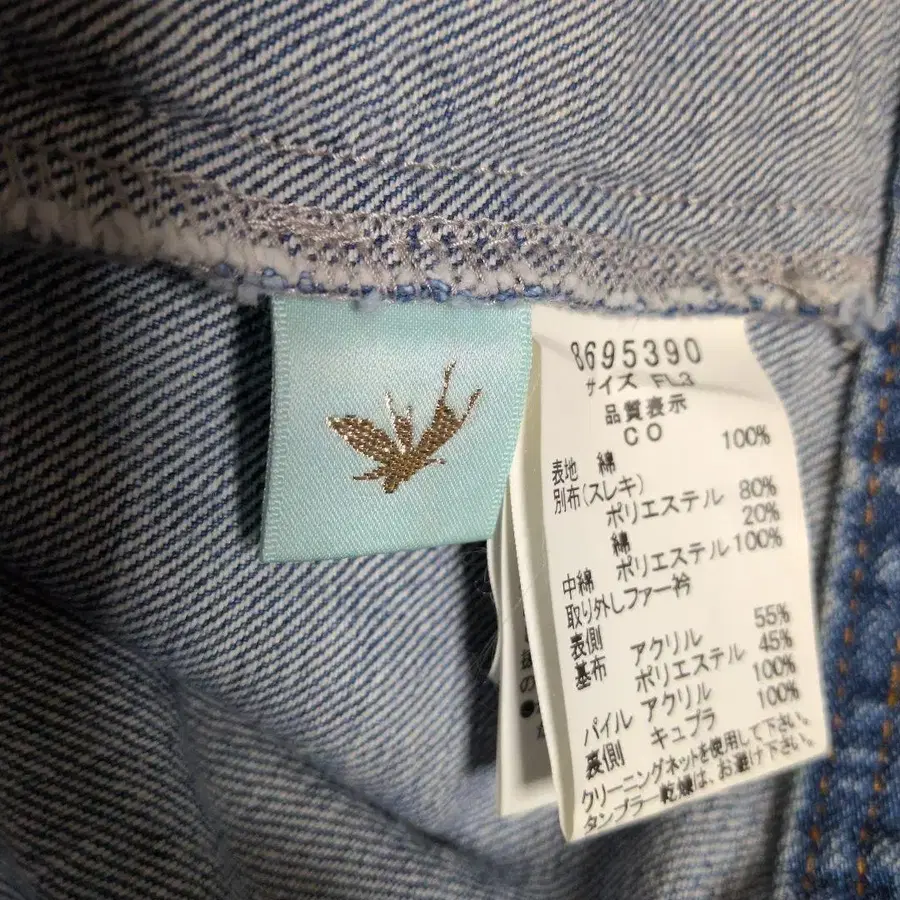 8695390
サイズ FL3
品質表示
CO
表地 綿 100%
別布(スレキ)
ポリエステル 80%
綿 20%
中綿 ポリエステル 100%
取り外しファー衿
表側 アクリル 55%
基布 ポリエステル 45%
パイル アクリル 100%
裏側 キュプラ 100%
クリーニングネットを使用して下さい。
タンブラー乾燥は、お避け下さい。